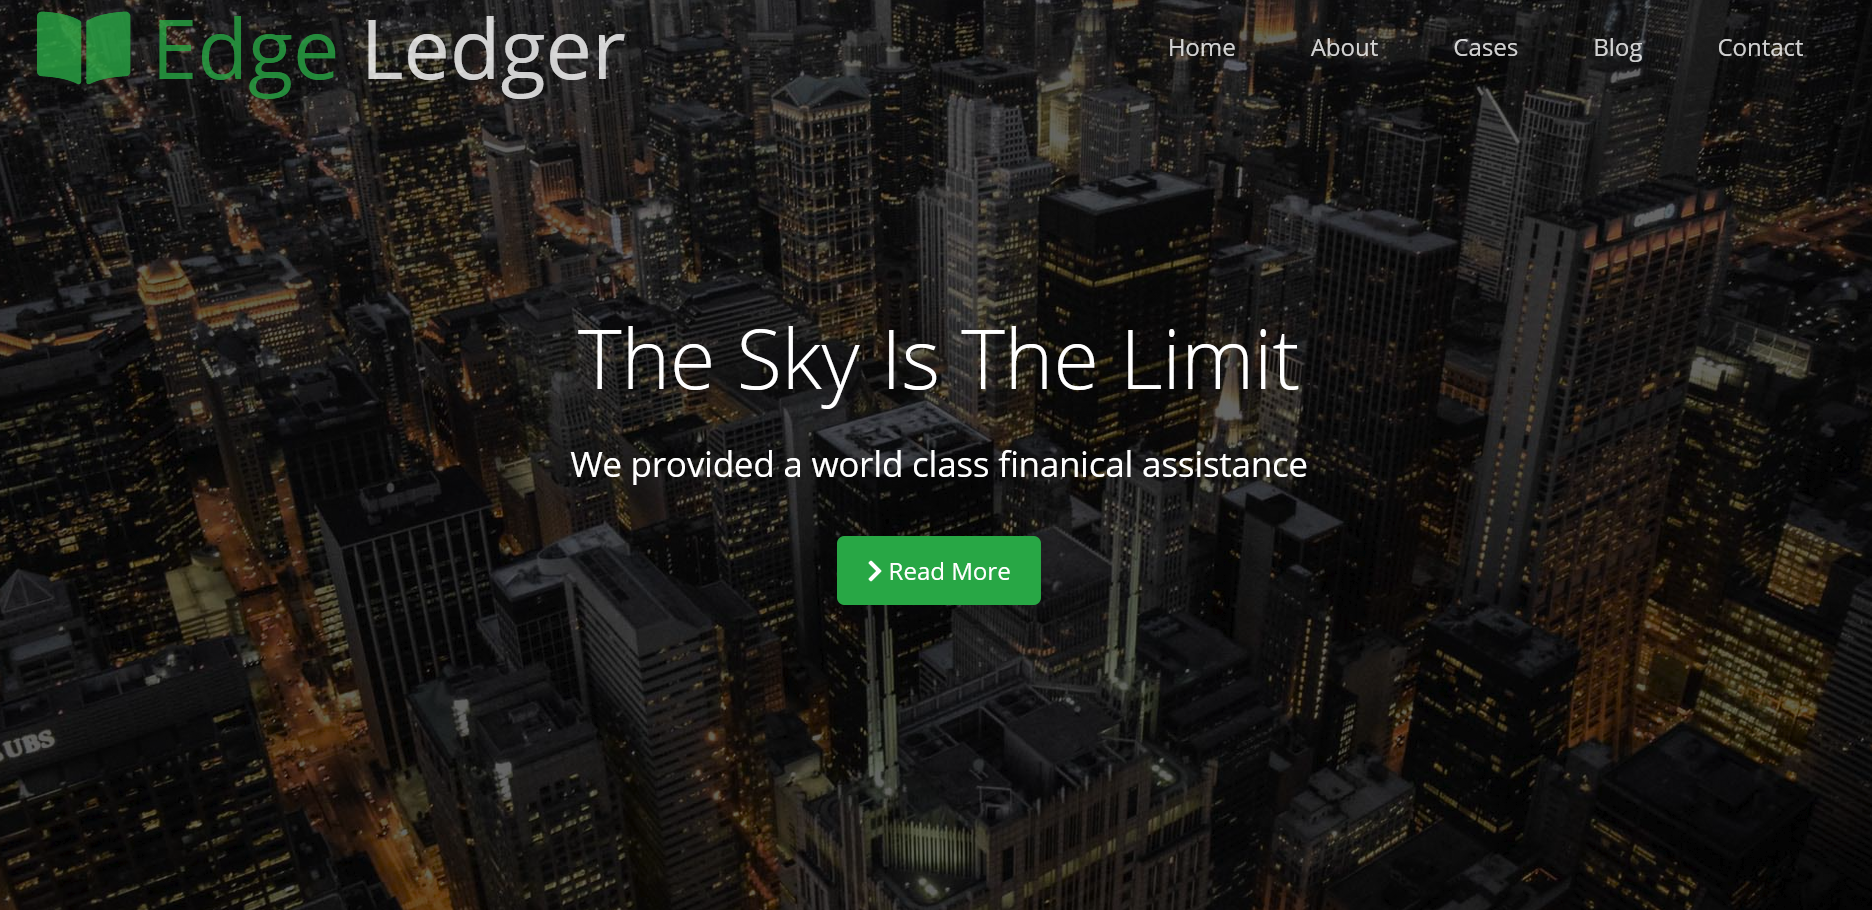 Edge Ledger
Home About Cases Blog Contact
The Sky Is The Limit
We provided a world class finanical assistance
Read More
UBS